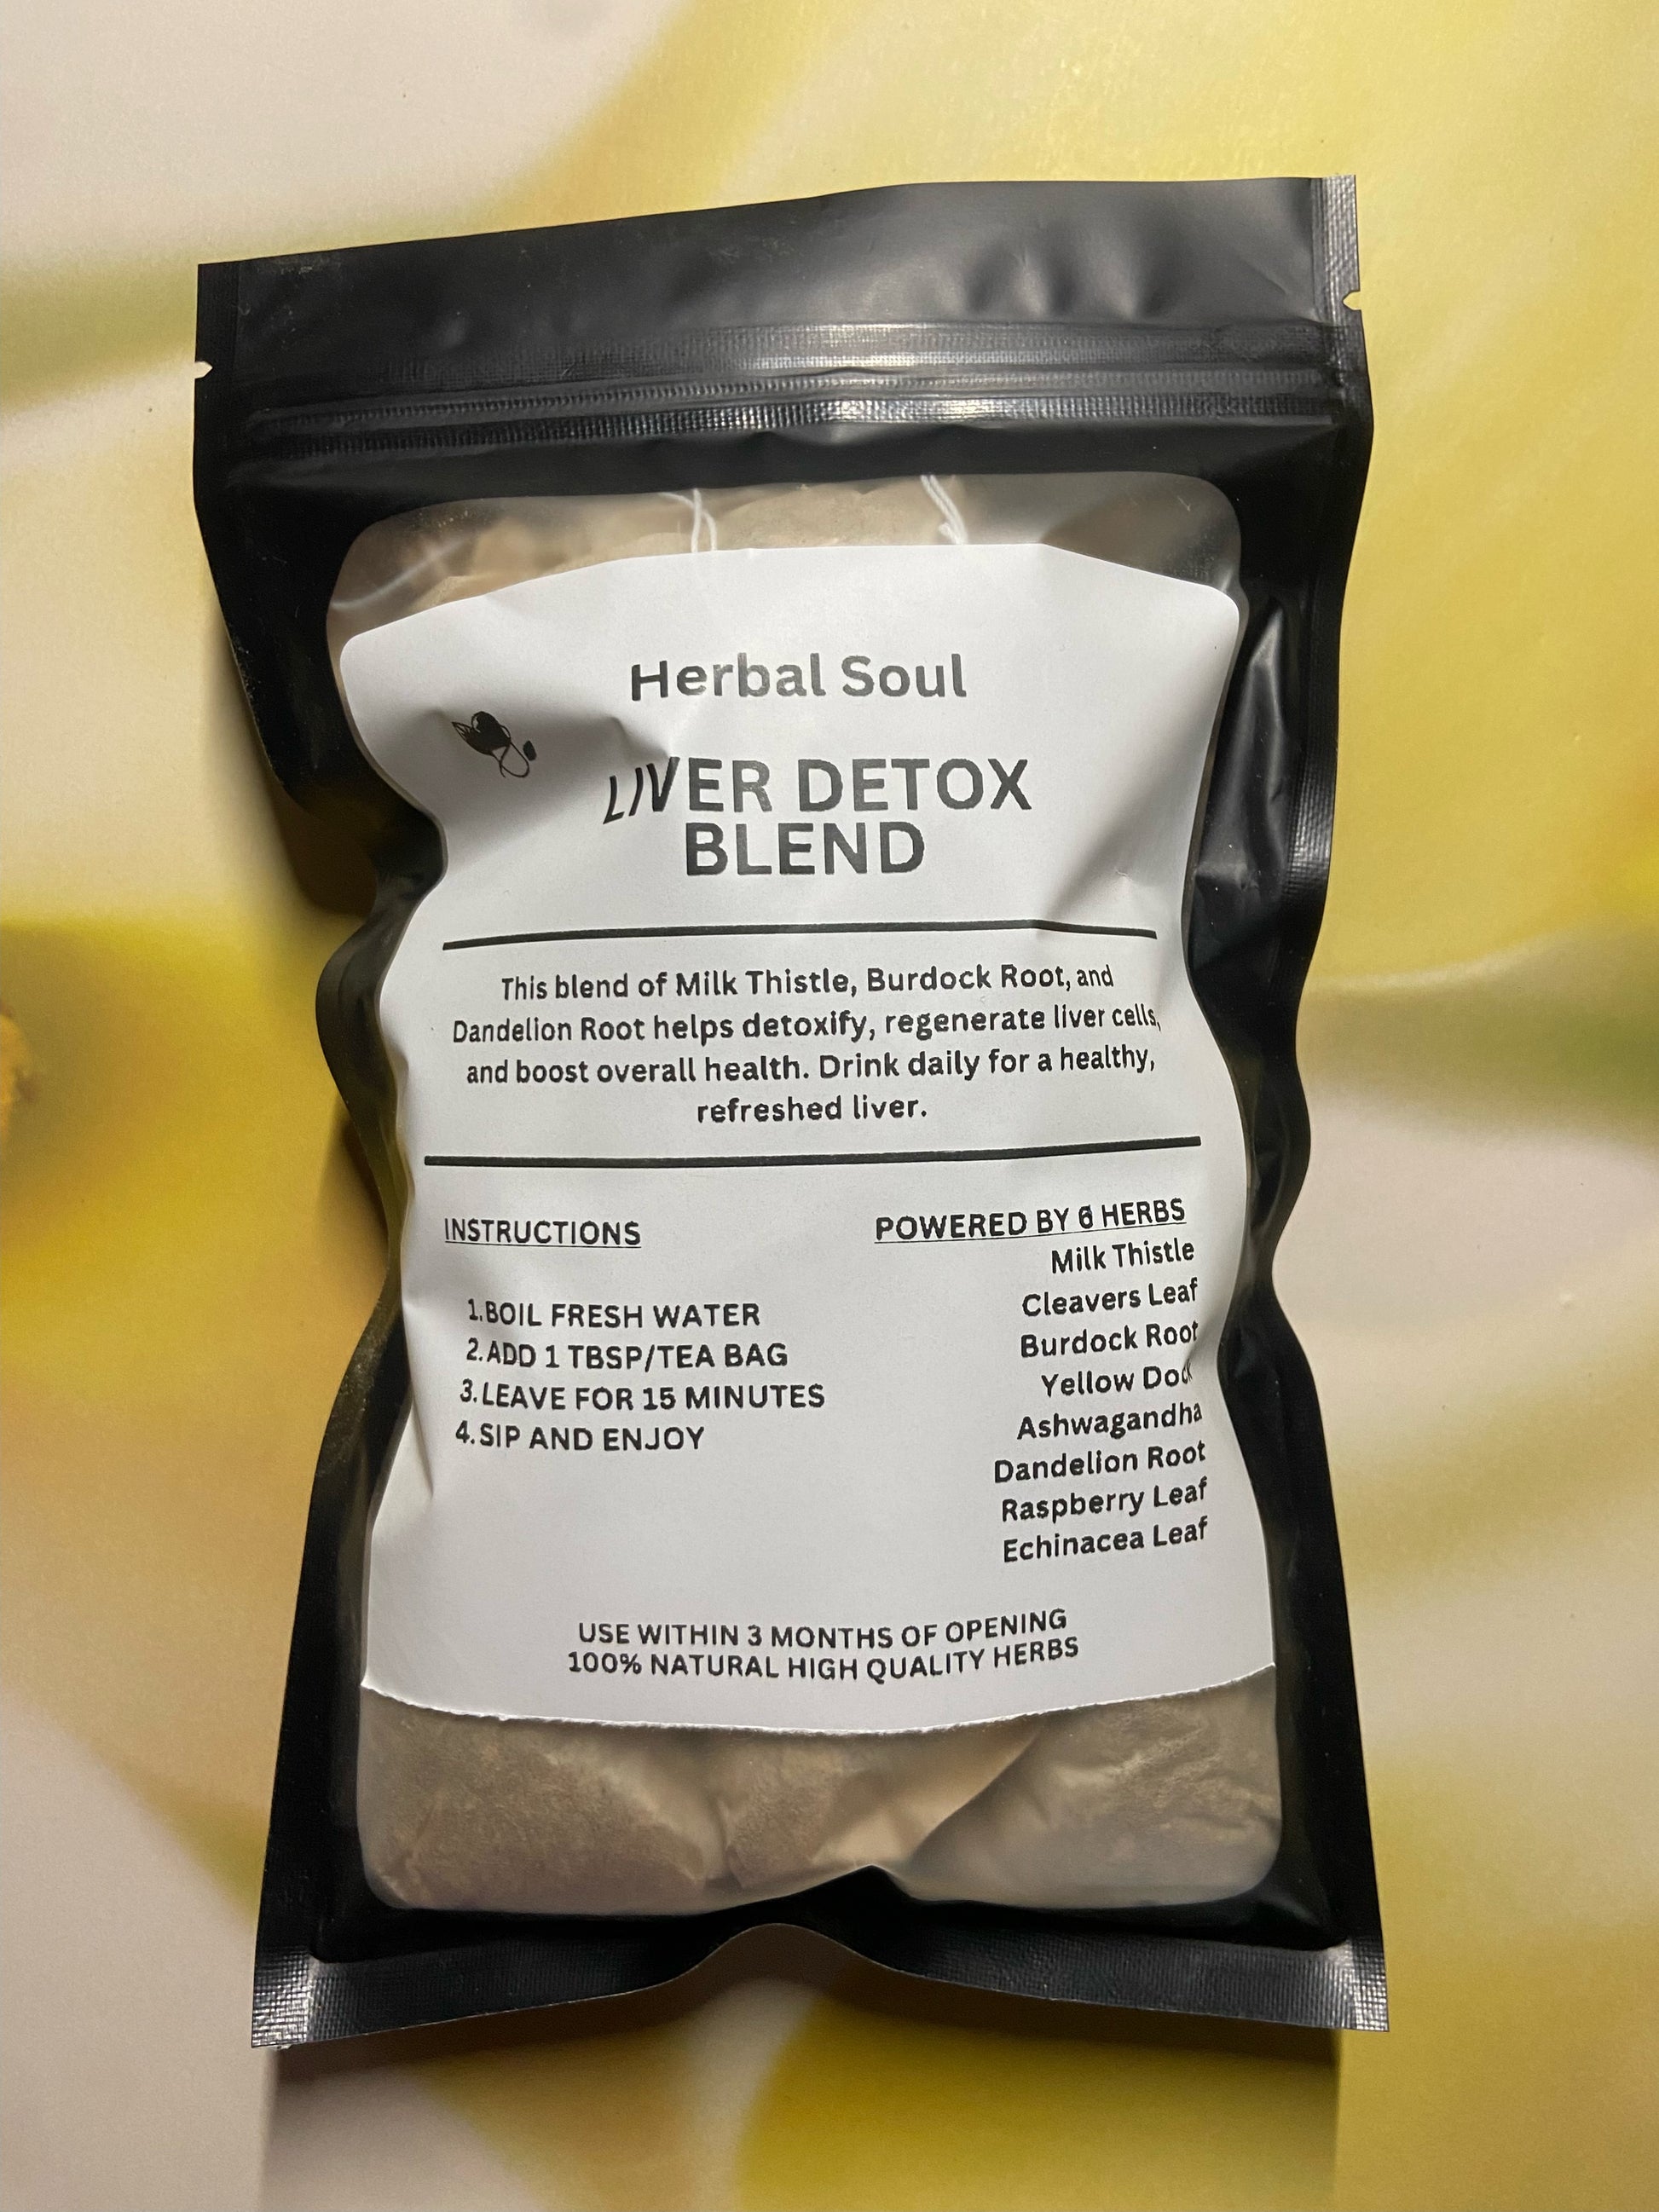 Herbal Soul
LIVER DETOX
BLEND
This blend of Milk Thistle, Burdock Root, and
Dandelion Root helps detoxify, regenerate liver cells,
and boost overall health. Drink daily for a healthy,
refreshed liver.
INSTRUCTIONS
1.BOIL FRESH WATER
2.ADD 1 TBSP/TEA BAG
3.LEAVE FOR 15 MINUTES
4.SIP AND ENJOY
POWERED BY 6 HERBS
Milk Thistle
Cleavers Leaf
Burdock Root
Yellow Dock
Ashwagandha
Dandelion Root
Raspberry Leaf
Echinacea Leaf
USE WITHIN 3 MONTHS OF OPENING
100% NATURAL HIGH QUALITY HERBS